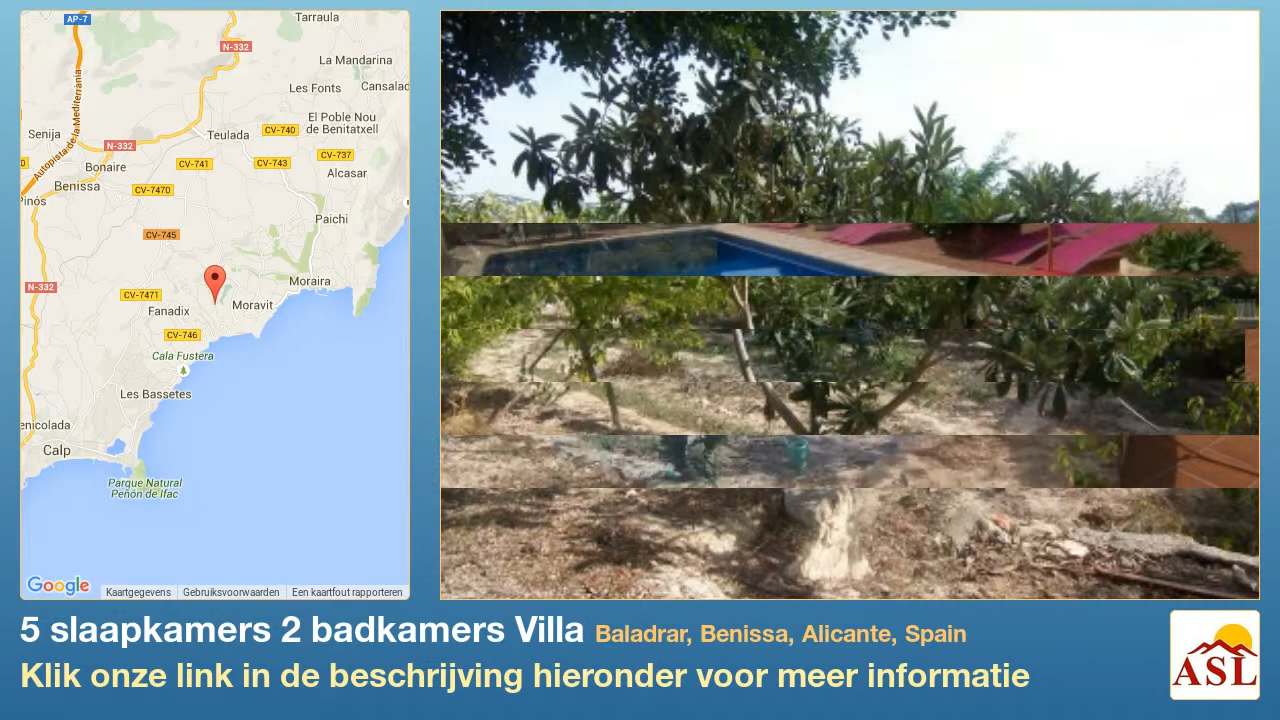 AP-7
Tarraula
N-332
La Mandarina
Les Fonts
Cansalad
El Poble Nou
de Benitatxell
Senija
Teulada
CV-740
Autopista de la Mediterrània
N-332
Bonaire
CV-741
CV-743
CV-737
Alcasar
Benissa
CV-7470
Pinós
Paichi
CV-745
N-332
CV-7471
Moraira
Fanadix
Moravit
CV-746
Cala Fustera
Les Bassetes
enicolada
Calp
Parque Natural
Peñón de Ifac
Google
Kaartgegevens
Gebruiksvoorwaarden
Een kaartfout rapporteren
5 slaapkamers 2 badkamers Villa Baladrar, Benissa, Alicante, Spain
Klik onze link in de beschrijving hieronder voor meer informatie
ASL